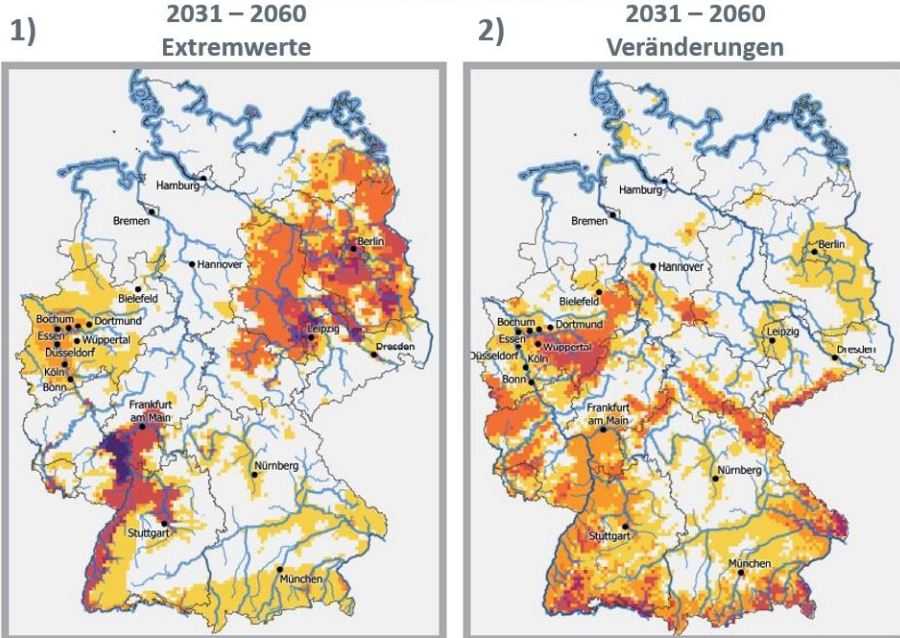 1)
2031 – 2060
Extremwerte
Hamburg
Bremen
Berlin
Hannover
Bielefeld
Bochum
Dortmund
Essen
Wuppertal
Düsseldorf
Leipzig
Köln
Dresden
Bonn
Frankfurt
am Main
Nürnberg
Stuttgart
München
2)
2031 – 2060
Veränderungen
Hamburg
Bremen
Berlin
Hannover
Bielefeld
Bochum
Dortmund
Essen
Wuppertal
Düsseldorf
Leipzig
Köln
Dresden
Bonn
Frankfurt
am Main
Nürnberg
Stuttgart
München